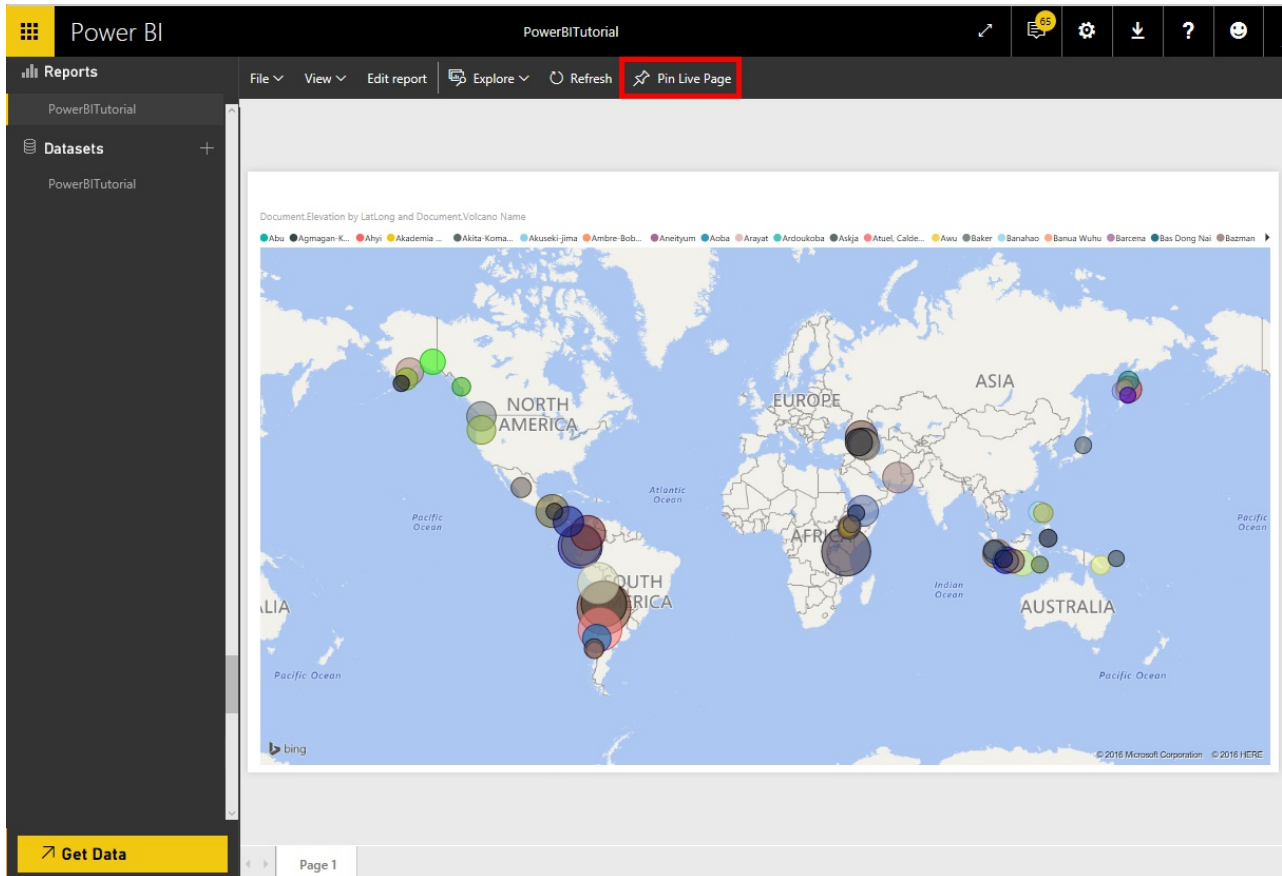 Power BI
PowerBITutorial
65
?
Reports
PowerBITutorial
Datasets
PowerBITutorial
Get Data
File View Edit report Explore Refresh Pin Live Page
Document.Elevation by LatLong and Document.Volcano Name
Abu Agmagan-K... Ahyi Akademia ... Akita-Koma... Akuseki-jima Ambre-Bob... Aneityum Aoba Arayat Ardoukoba Askja Atuel, Calde... Awu Baker Banahao Banua Wuhu Barcena Bas Dong Nai Bazman
ASIA
EUROPE
NORTH
AMERICA
Atlantic
Ocean
Pacific
Ocean
Pacific
Ocean
AFRICA
SOUTH
AMERICA
Indian
Ocean
ALIA
AUSTRALIA
Pacific Ocean
Pacific Ocean
bing
© 2016 Microsoft Corporation © 2016 HERE
Page 1